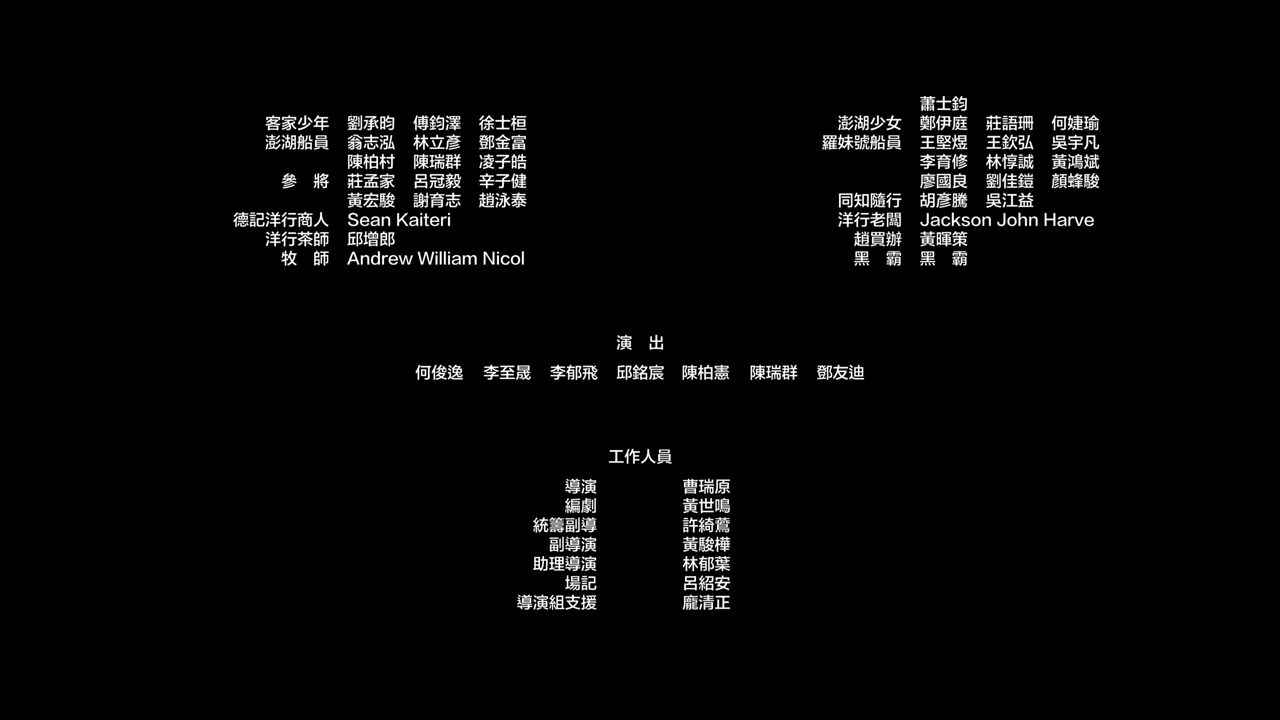 客家少年 劉承昀 傅鈞澤 徐士桓
澎湖船員 翁志泓 林立彥 鄧金富
陳柏村 陳瑞群 凌子皓
參 將 莊孟家 呂冠毅 辛子健
黃宏駿 謝育志 趙泳泰
德記洋行商人 Sean Kaiteri
洋行茶師 邱增郎
牧 師 Andrew William Nicol
蕭士鈞
澎湖少女 鄭伊庭 莊語珊 何婕瑜
羅妹號船員 王堅煜 王欽弘 吳宇凡
李育修 林惇誠 黃鴻斌
廖國良 劉佳鎧 顏蜂駿
同知隨行 胡彥騰 吳江益
洋行老闆 Jackson John Harve
趙買辦 黃暉策
黑 霸 黑 霸
演 出
何俊逸 李至晟 李郁飛 邱銘宸 陳柏憲 陳瑞群 鄧友迪
工作人員
導演 曹瑞原
編劇 黃世鳴
統籌副導 許綺鶯
副導演 黃駿樺
助理導演 林郁葉
場記 呂紹安
導演組支援 龐清正